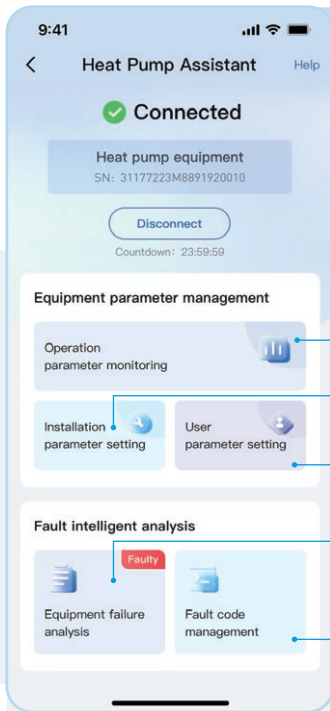 9:41
Heat Pump Assistant
Help
Connected
Heat pump equipment
SN: 31177223M8891920010
Disconnect
Countdown: 23:59:59
Equipment parameter management
Operation
parameter monitoring
Installation
parameter setting
User
parameter setting
Fault intelligent analysis
Faulty
Equipment failure
analysis
Fault code
management